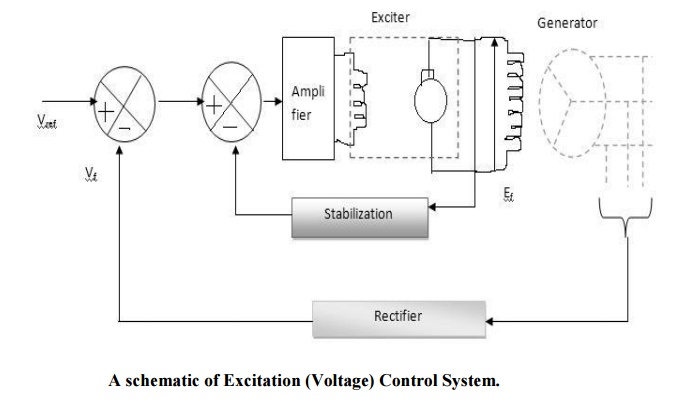 Exciter
Generator
Ampli
fier
Vref
+
-
+
-
Vt
Ef
Stabilization
Rectifier
A schematic of Excitation (Voltage) Control System.